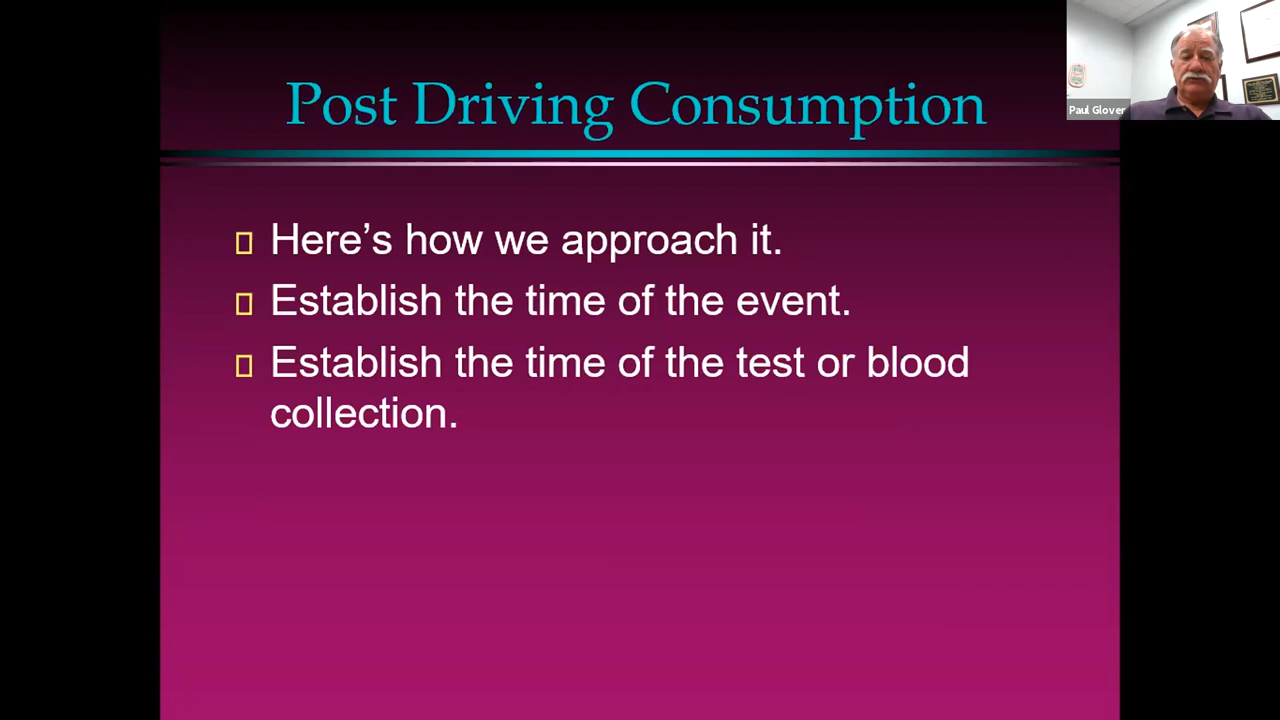 Post Driving Consumption
Paul Glover
Here’s how we approach it.
Establish the time of the event.
Establish the time of the test or blood
collection.